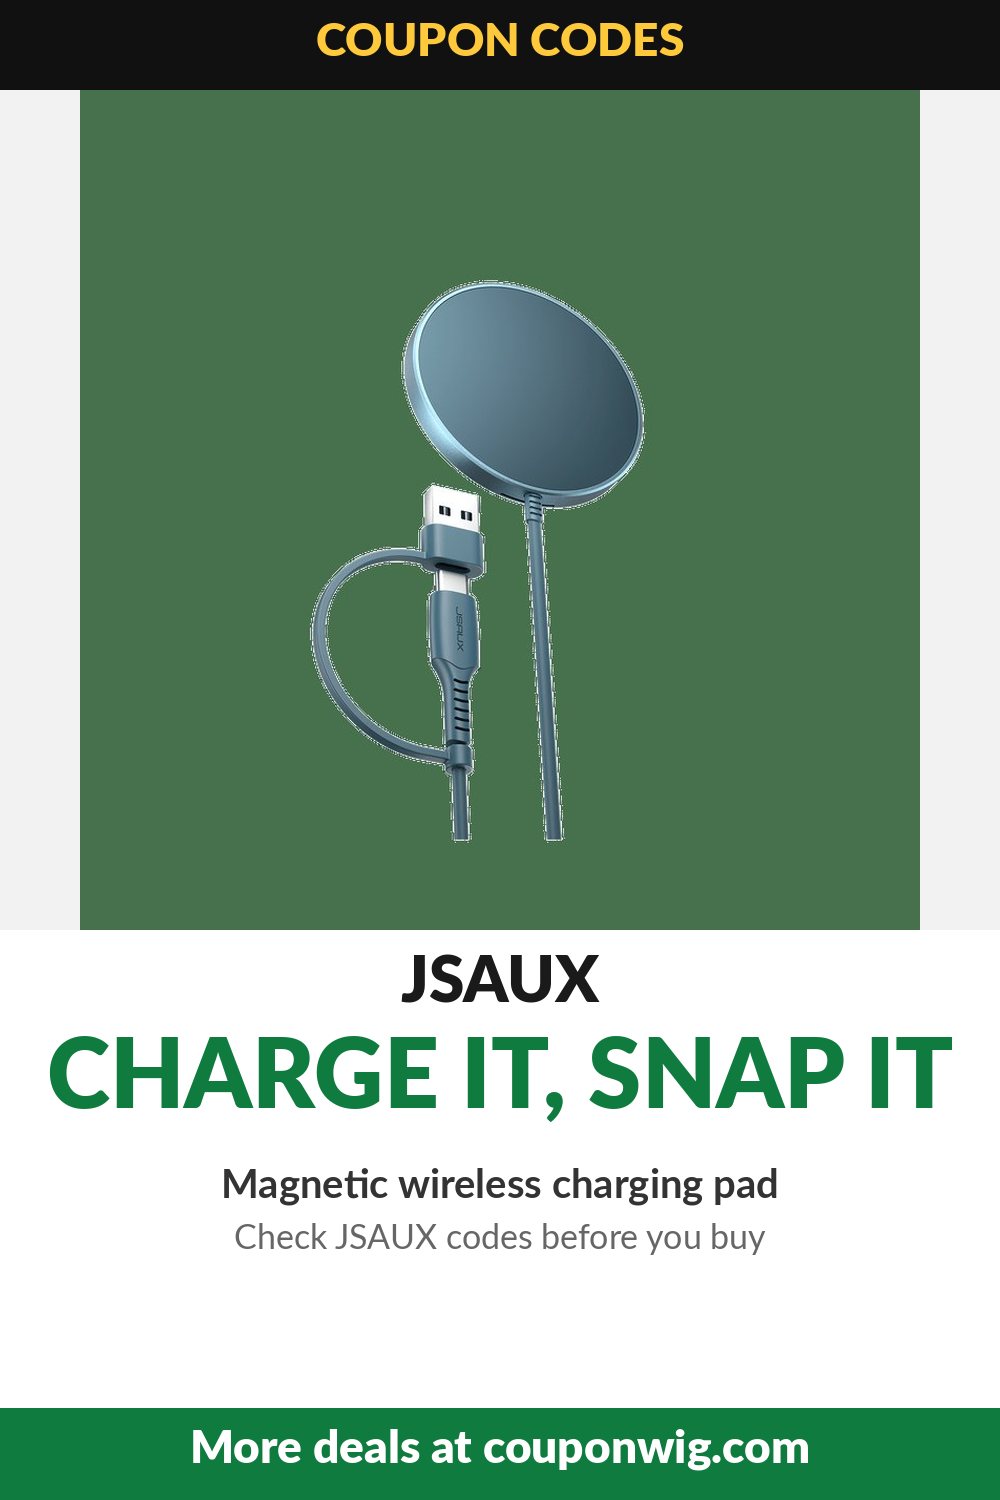 COUPON CODES
JSAUX
JSAUX
CHARGE IT, SNAP IT
Magnetic wireless charging pad
Check JSAUX codes before you buy
More deals at couponwig.com